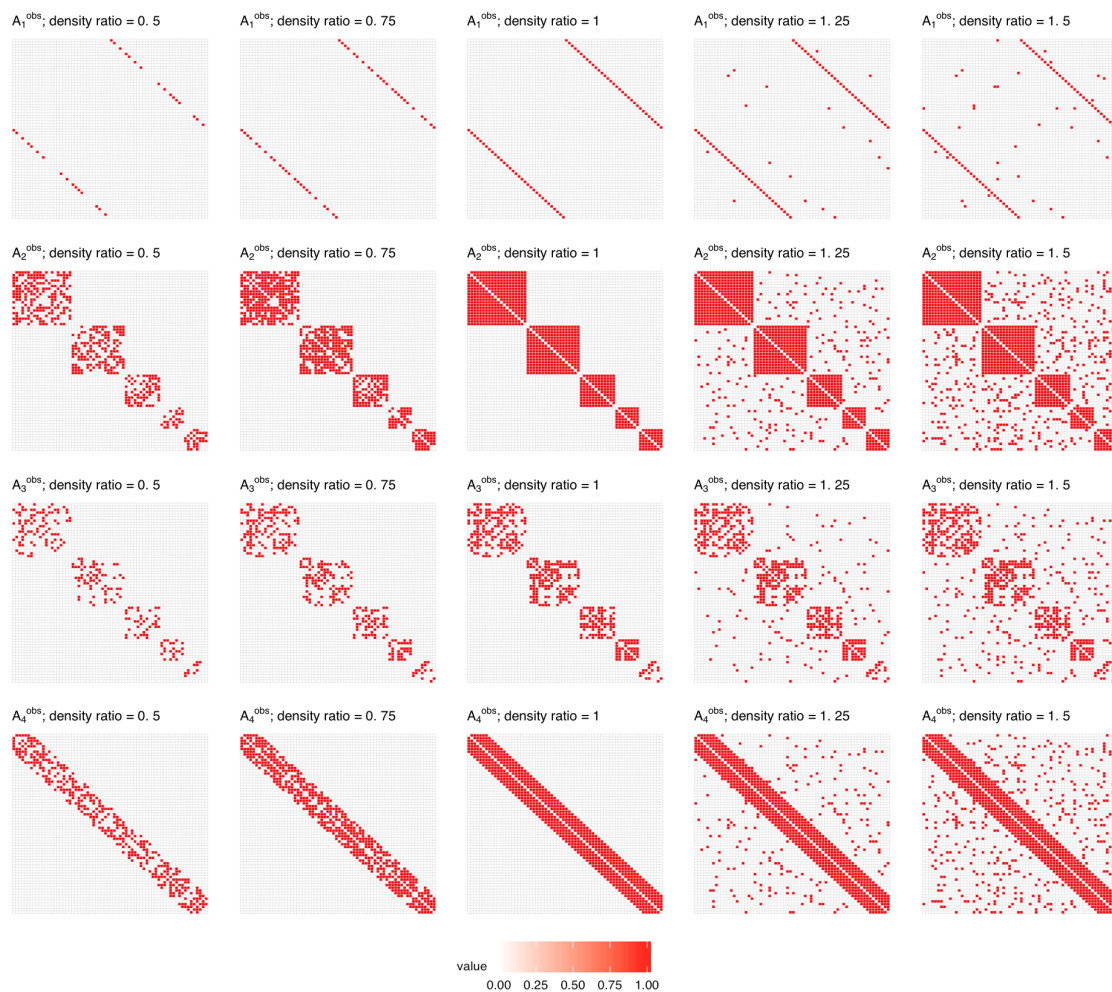 A₁ᵒᵇˢ; density ratio = 0. 5
A₁ᵒᵇˢ; density ratio = 0. 75
A₁ᵒᵇˢ; density ratio = 1
A₁ᵒᵇˢ; density ratio = 1. 25
A₁ᵒᵇˢ; density ratio = 1. 5
A₂ᵒᵇˢ; density ratio = 0. 5
A₂ᵒᵇˢ; density ratio = 0. 75
A₂ᵒᵇˢ; density ratio = 1
A₂ᵒᵇˢ; density ratio = 1. 25
A₂ᵒᵇˢ; density ratio = 1. 5
A₃ᵒᵇˢ; density ratio = 0. 5
A₃ᵒᵇˢ; density ratio = 0. 75
A₃ᵒᵇˢ; density ratio = 1
A₃ᵒᵇˢ; density ratio = 1. 25
A₃ᵒᵇˢ; density ratio = 1. 5
A₄ᵒᵇˢ; density ratio = 0. 5
A₄ᵒᵇˢ; density ratio = 0. 75
A₄ᵒᵇˢ; density ratio = 1
A₄ᵒᵇˢ; density ratio = 1. 25
A₄ᵒᵇˢ; density ratio = 1. 5
value
0.00 0.25 0.50 0.75 1.00